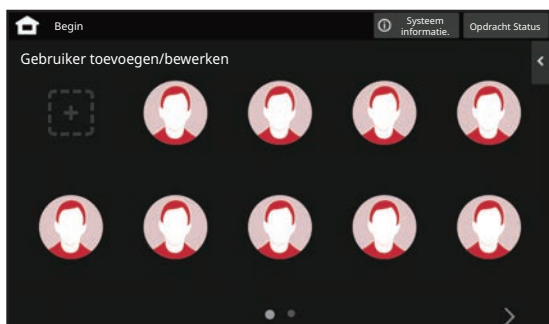 Begin
Systeem
informatie.
Opdracht Status
Gebruiker toevoegen/bewerken